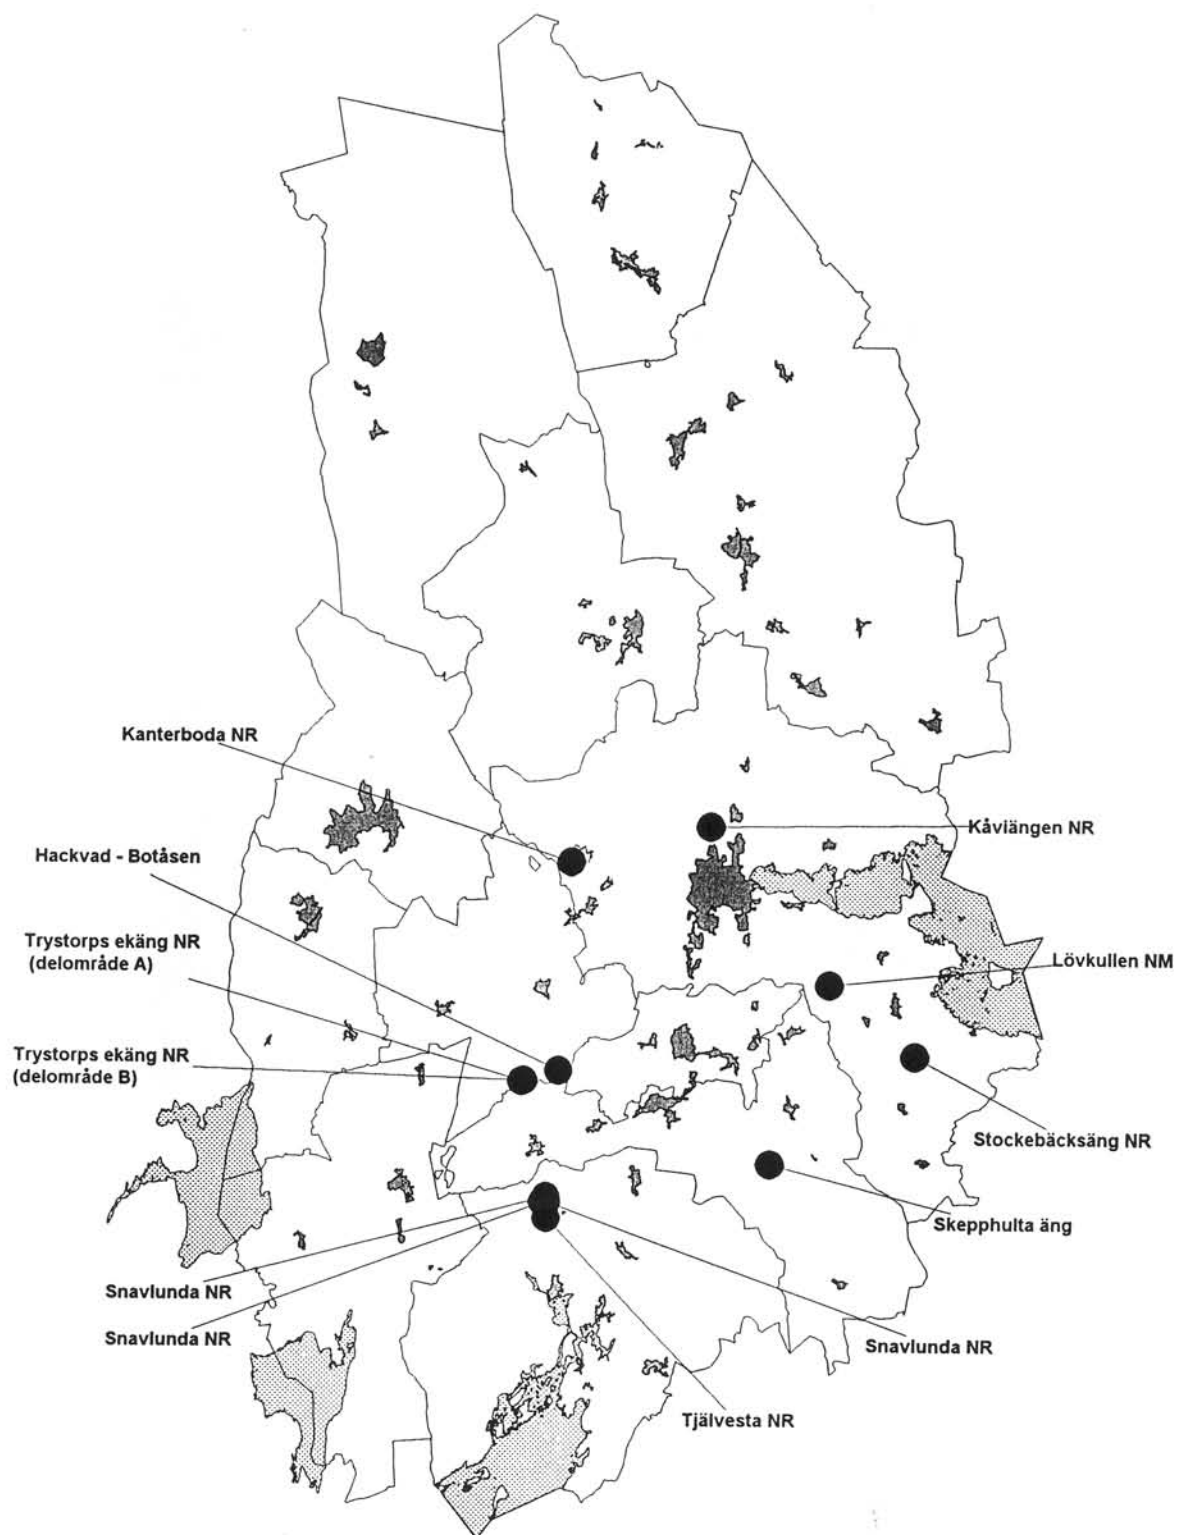 Kanterboda NR
Kåviängen NR
Hackvad - Botåsen
Trystorps ekäng NR
(delområde A)
Lövkullen NM
Trystorps ekäng NR
(delområde B)
Stockebäcksäng NR
Skepphulta äng
Snavlunda NR
Snavlunda NR
Snavlunda NR
Tjälvesta NR